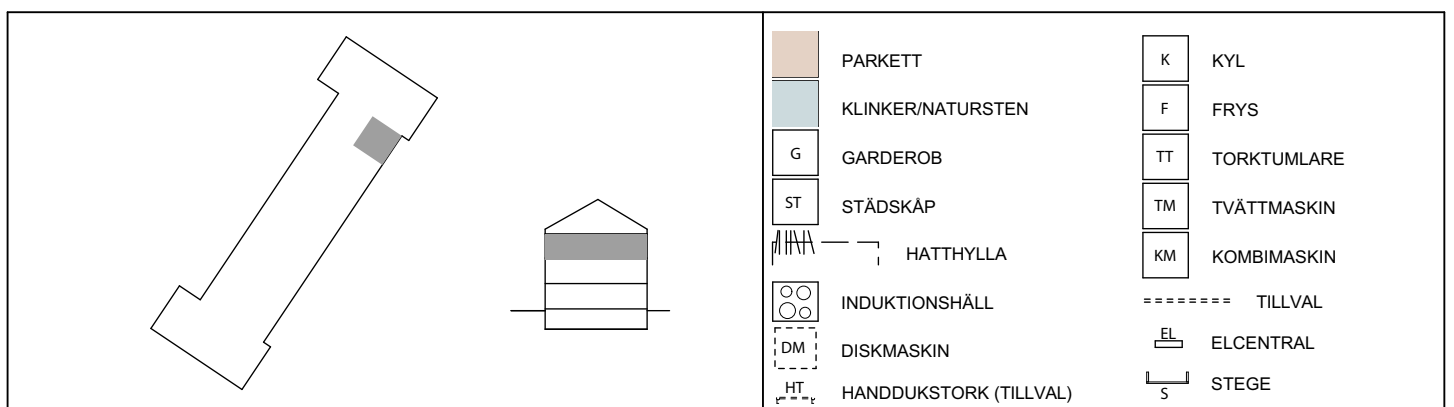 PARKETT
KLINKER/NATURSTEN
G GARDEROB
ST STÄDSKÅP
HATTHYLLA
INDUKTIONSHÄLL
DM DISKMASKIN
HT HANDDUKSTORK (TILLVAL)
K KYL
F FRYS
TT TORKTUMLARE
TM TVÄTTMASKIN
KM KOMBIMASKIN
TILLVAL
EL ELCENTRAL
S STEGE